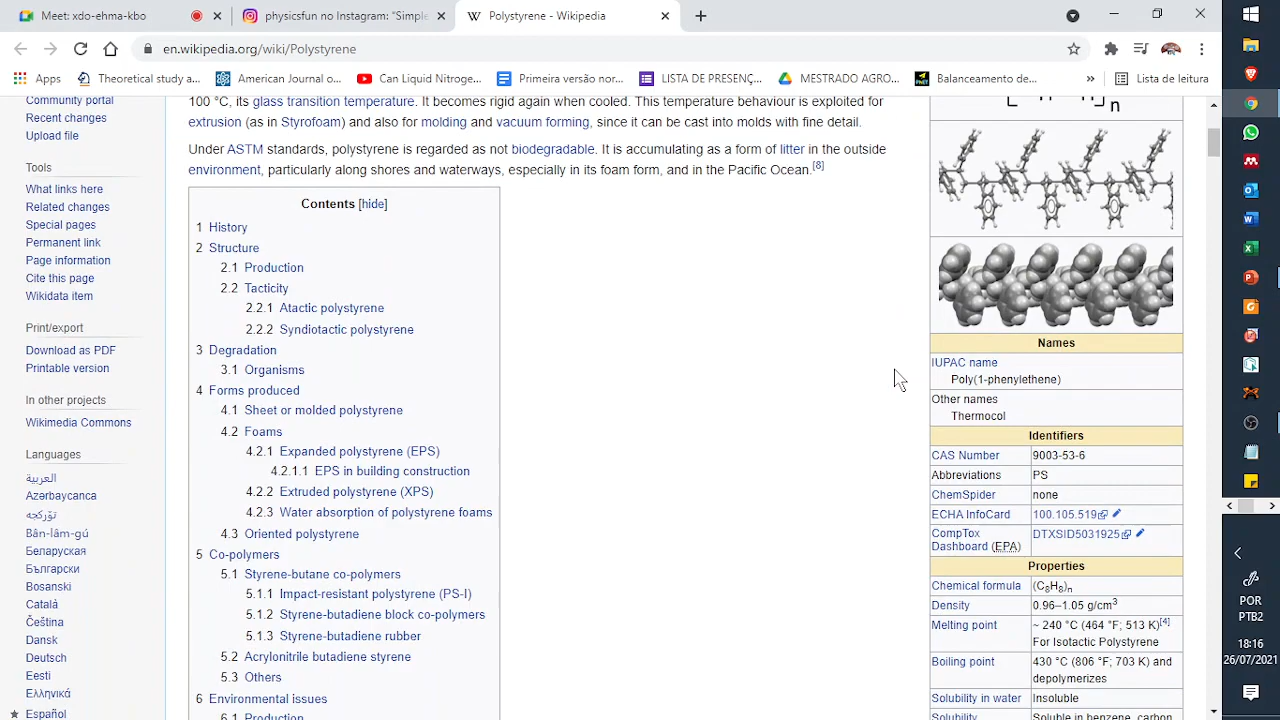 Meet: xdo-ehma-kbo
physicsfun no Instagram: "Simple
Polystyrene - Wikipedia
en.wikipedia.org/wiki/Polystyrene
Apps
Theoretical study a...
American Journal o...
Can Liquid Nitroge...
Primeira versão nor...
LISTA DE PRESENÇ...
MESTRADO AGRO...
Balanceamento de...
»
Lista de leitura
Community portal
Recent changes
Upload file
Tools
What links here
Related changes
Special pages
Permanent link
Page information
Cite this page
Wikidata item
Print/export
Download as PDF
Printable version
In other projects
Wikimedia Commons
Languages
العربية
Azərbaycanca
تۆرکجه
Bân-lâm-gú
Беларуская
Български
Bosanski
Català
Čeština
Dansk
Deutsch
Eesti
Ελληνικά
Español
100 °C, its glass transition temperature. It becomes rigid again when cooled. This temperature behaviour is exploited for
extrusion (as in Styrofoam) and also for molding and vacuum forming, since it can be cast into molds with fine detail.
Under ASTM standards, polystyrene is regarded as not biodegradable. It is accumulating as a form of litter in the outside
environment, particularly along shores and waterways, especially in its foam form, and in the Pacific Ocean.[8]
Contents [hide]
1 History
2 Structure
2.1 Production
2.2 Tacticity
2.2.1 Atactic polystyrene
2.2.2 Syndiotactic polystyrene
3 Degradation
3.1 Organisms
4 Forms produced
4.1 Sheet or molded polystyrene
4.2 Foams
4.2.1 Expanded polystyrene (EPS)
4.2.1.1 EPS in building construction
4.2.2 Extruded polystyrene (XPS)
4.2.3 Water absorption of polystyrene foams
4.3 Oriented polystyrene
5 Co-polymers
5.1 Styrene-butane co-polymers
5.1.1 Impact-resistant polystyrene (PS-I)
5.1.2 Styrene-butadiene block co-polymers
5.1.3 Styrene-butadiene rubber
5.2 Acrylonitrile butadiene styrene
5.3 Others
6 Environmental issues
6.1 Production
n
Names
IUPAC name
Poly(1-phenylethene)
Other names
Thermocol
Identifiers
CAS Number 9003-53-6
Abbreviations PS
ChemSpider none
ECHA InfoCard 100.105.519
CompTox
Dashboard (EPA) DTXSID5031925
Properties
Chemical formula (C8H8)n
Density 0.96–1.05 g/cm3
Melting point ~ 240 °C (464 °F; 513 K)[4]
For Isotactic Polystyrene
Boiling point 430 °C (806 °F; 703 K) and
depolymerizes
Solubility in water Insoluble
Solubility Soluble in benzene, carbon
POR
PTB2
18:16
26/07/2021